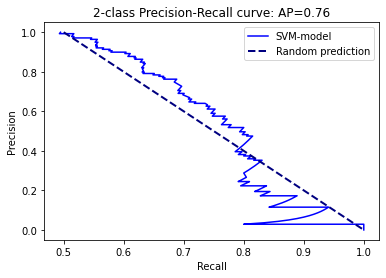 2-class Precision-Recall curve: AP=0.76
SVM-model
Random prediction
Precision
1.0
0.8
0.6
0.4
0.2
0.0
0.5
0.6
0.7
0.8
0.9
1.0
Recall